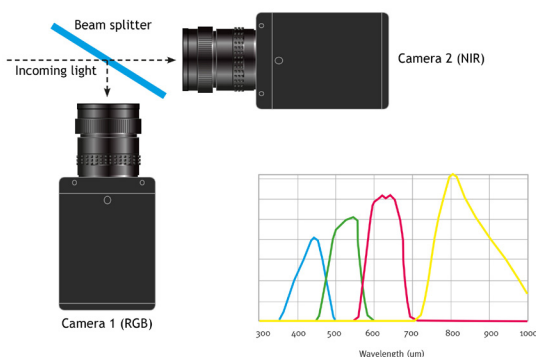 Beam splitter
Incoming light
Camera 2 (NIR)
Camera 1 (RGB)
300 400 500 600 700 800 900 1000
Wavelength (um)